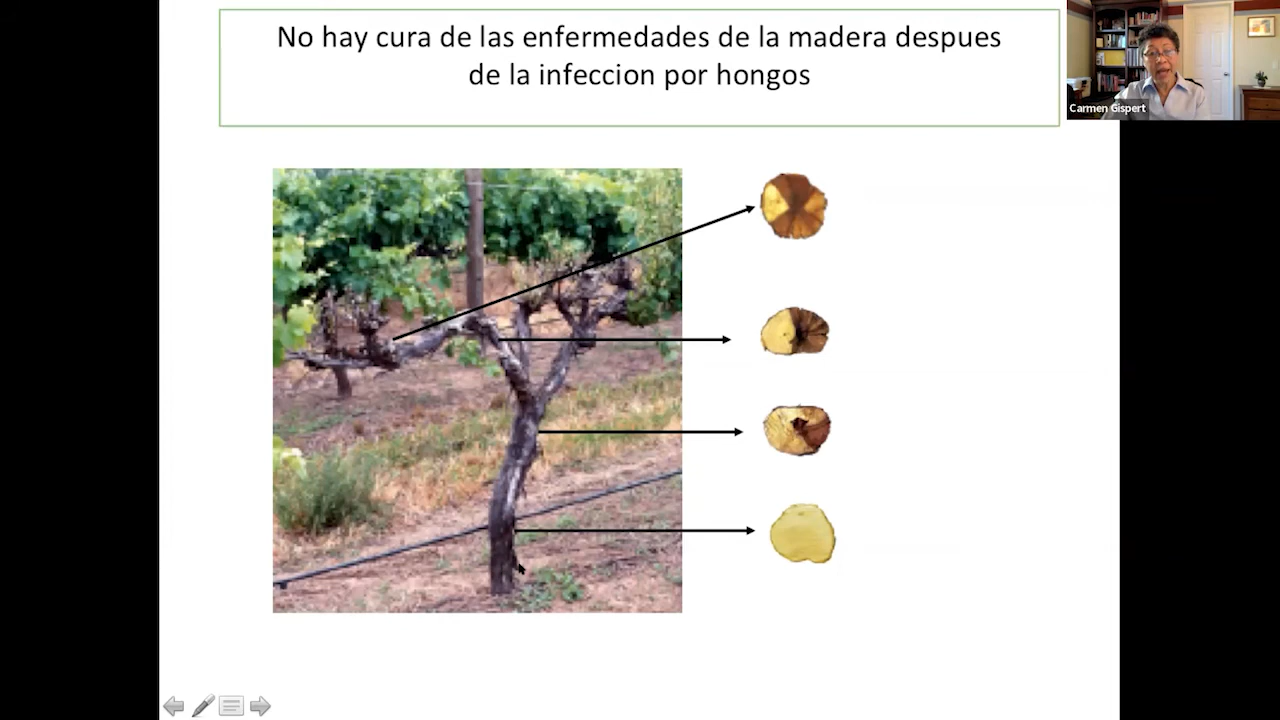 No hay cura de las enfermedades de la madera despues
de la infeccion por hongos
Carmen Gispert